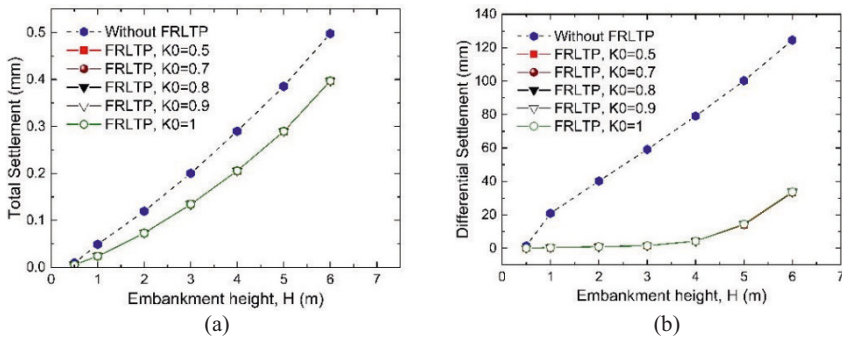 Total Settlement (mm)
0.5
0.4
0.3
0.2
0.1
0.0
Without FRLTP
FRLTP, K0=0.5
FRLTP, K0=0.7
FRLTP, K0=0.8
FRLTP, K0=0.9
FRLTP, K0=1
0 1 2 3 4 5 6 7
Embankment height, H (m)
(a)
Differential Settlement (mm)
140
120
100
80
60
40
20
0
Without FRLTP
FRLTP, K0=0.5
FRLTP, K0=0.7
FRLTP, K0=0.8
FRLTP, K0=0.9
FRLTP, K0=1
0 1 2 3 4 5 6 7
Embankment height, H (m)
(b)